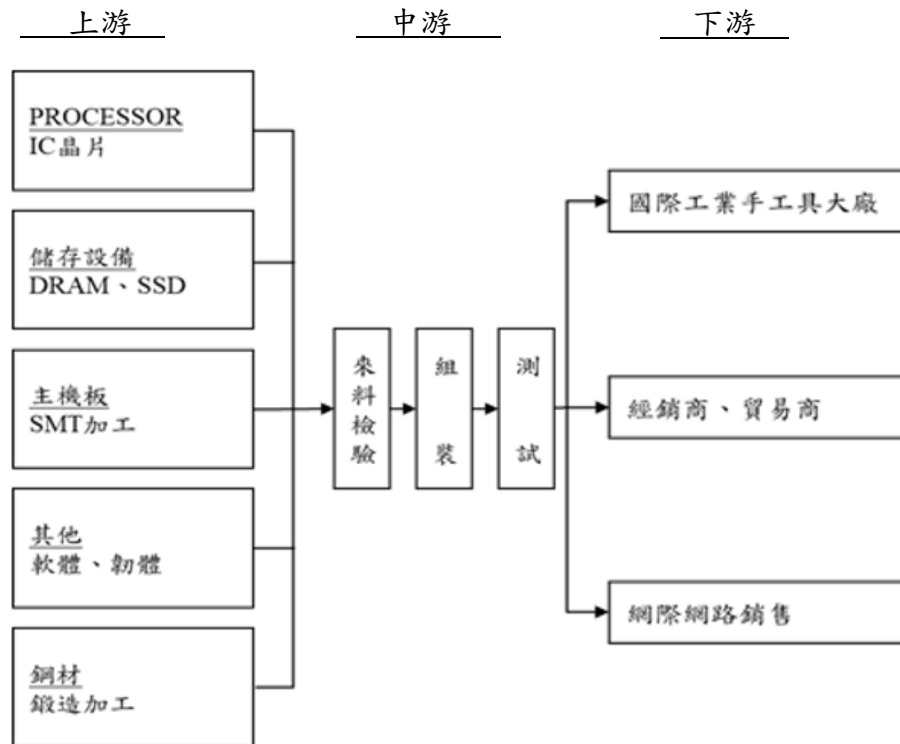 上游
中游
下游
PROCESSOR
IC晶片
儲存設備
DRAM、SSD
主機板
SMT加工
其他
軟體、韌體
鋼材
鍛造加工
來料檢驗
組裝
測試
國際工業手工具大廠
經銷商、貿易商
網際網路銷售